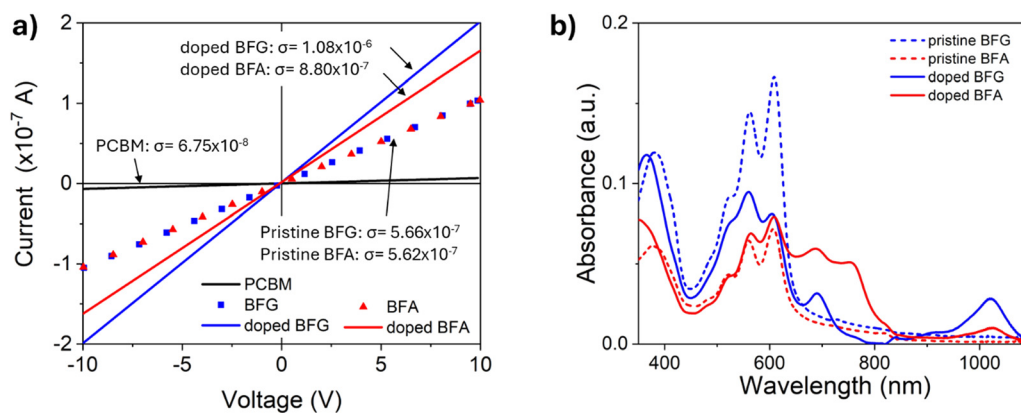 a)
2
1
0
-1
-2
Current (x10⁻⁷ A)
doped BFG: σ= 1.08x10⁻⁶
doped BFA: σ= 8.80x10⁻⁷
PCBM: σ= 6.75x10⁻⁸
Pristine BFG: σ= 5.66x10⁻⁷
Pristine BFA: σ= 5.62x10⁻⁷
PCBM
BFG BFA
doped BFG doped BFA
-10 -5 0 5 10
Voltage (V)
b)
0.2
0.1
0.0
Absorbance (a.u.)
pristine BFG
pristine BFA
doped BFG
doped BFA
400 600 800 1000
Wavelength (nm)